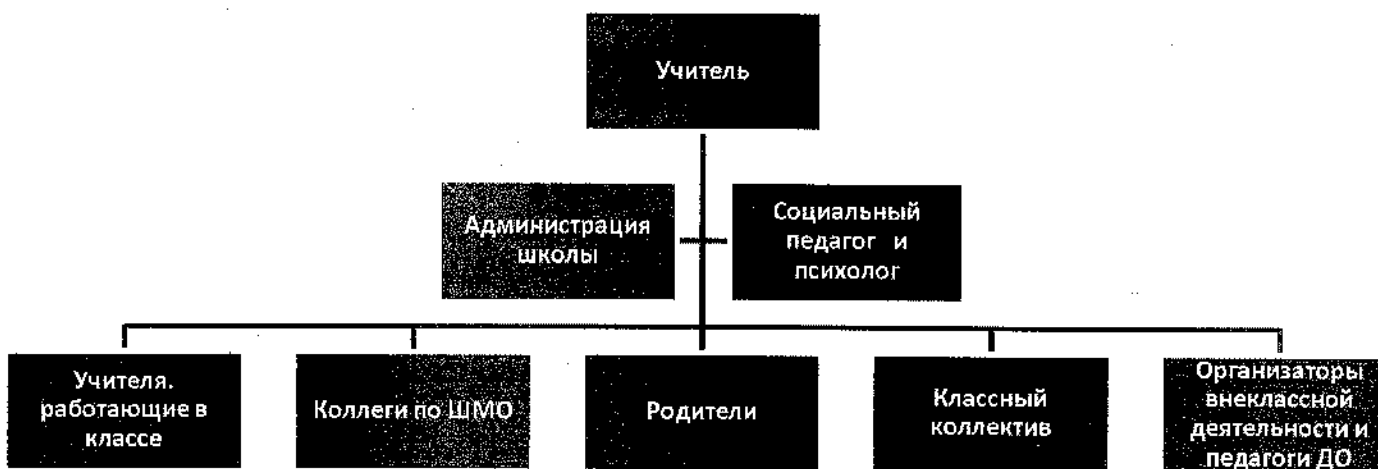 Учитель
Администрация
школы
Социальный
педагог и
психолог
Учителя.
работающие в
классе
Коллеги по ШМО
Родители
Классный
коллектив
Организаторы
внеклассной
деятельности и
педагоги ДО